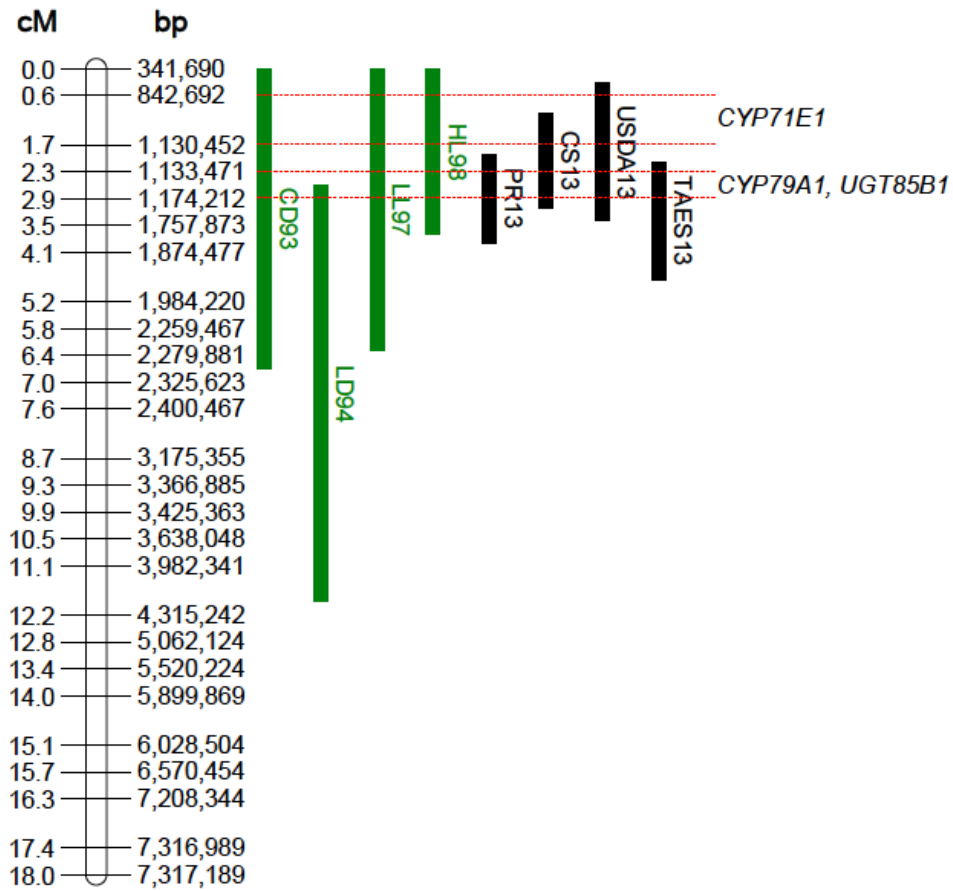 cM bp
0.0 341,690
0.6 842,692
CYP71E1
1.7 1,130,452
2.3 1,133,471
CYP79A1, UGT85B1
2.9 1,174,212
3.5 1,757,873
4.1 1,874,477
5.2 1,984,220
5.8 2,259,467
6.4 2,279,881
7.0 2,325,623
7.6 2,400,467
8.7 3,175,355
9.3 3,366,885
9.9 3,425,363
10.5 3,638,048
11.1 3,982,341
12.2 4,315,242
12.8 5,062,124
13.4 5,520,224
14.0 5,899,869
15.1 6,028,504
15.7 6,570,454
16.3 7,208,344
17.4 7,316,989
18.0 7,317,189
CD93
LD94
LL97
HL98
PR13
CS13
USDA13
TAES13